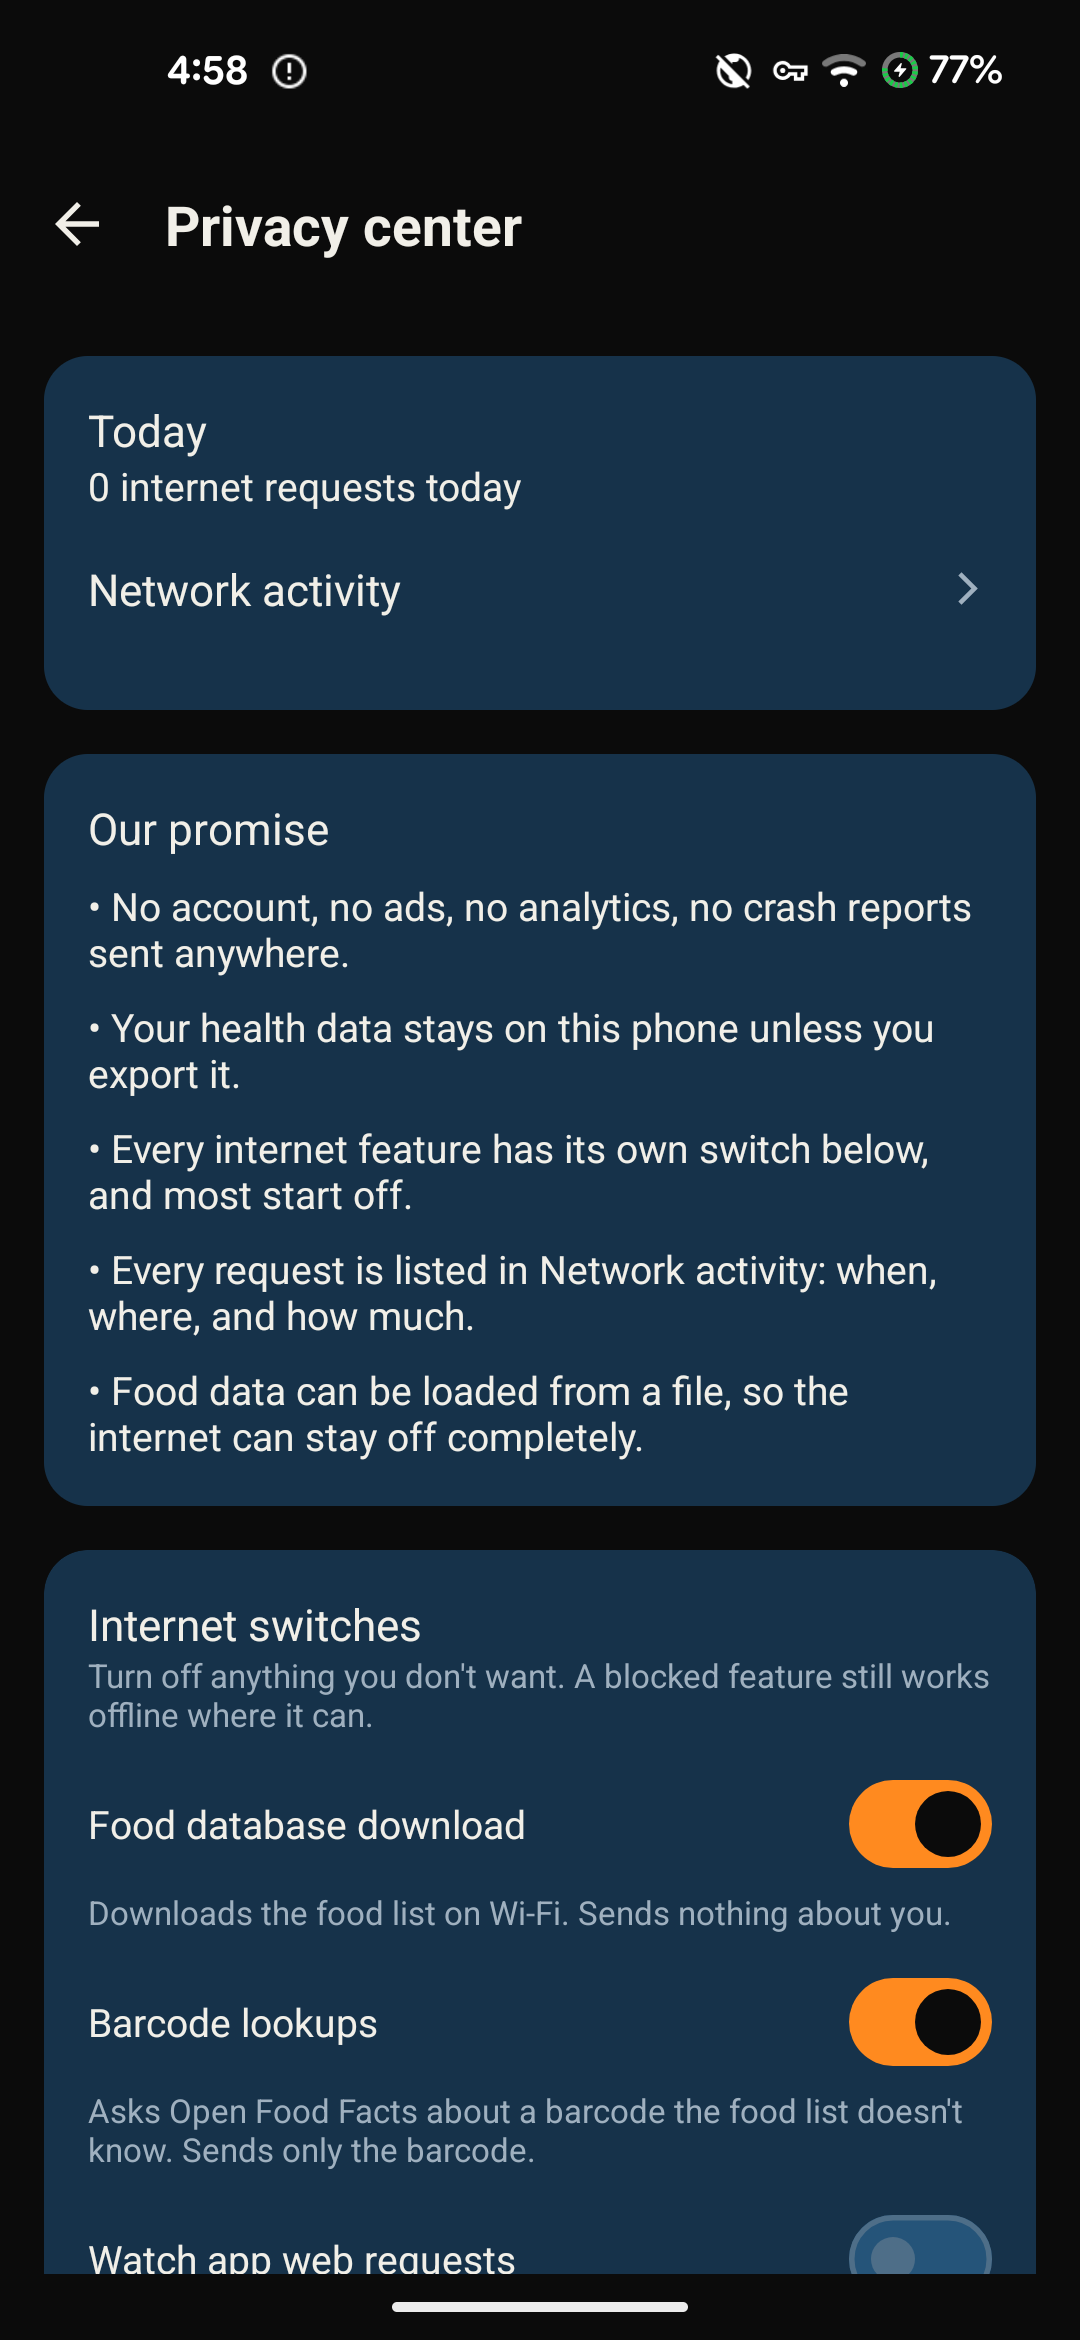 4:58
77%
Privacy center
Today
0 internet requests today
Network activity
Our promise
• No account, no ads, no analytics, no crash reports
sent anywhere.
• Your health data stays on this phone unless you
export it.
• Every internet feature has its own switch below,
and most start off.
• Every request is listed in Network activity: when,
where, and how much.
• Food data can be loaded from a file, so the
internet can stay off completely.
Internet switches
Turn off anything you don't want. A blocked feature still works
offline where it can.
Food database download
Downloads the food list on Wi-Fi. Sends nothing about you.
Barcode lookups
Asks Open Food Facts about a barcode the food list doesn't
know. Sends only the barcode.
Watch app web requests